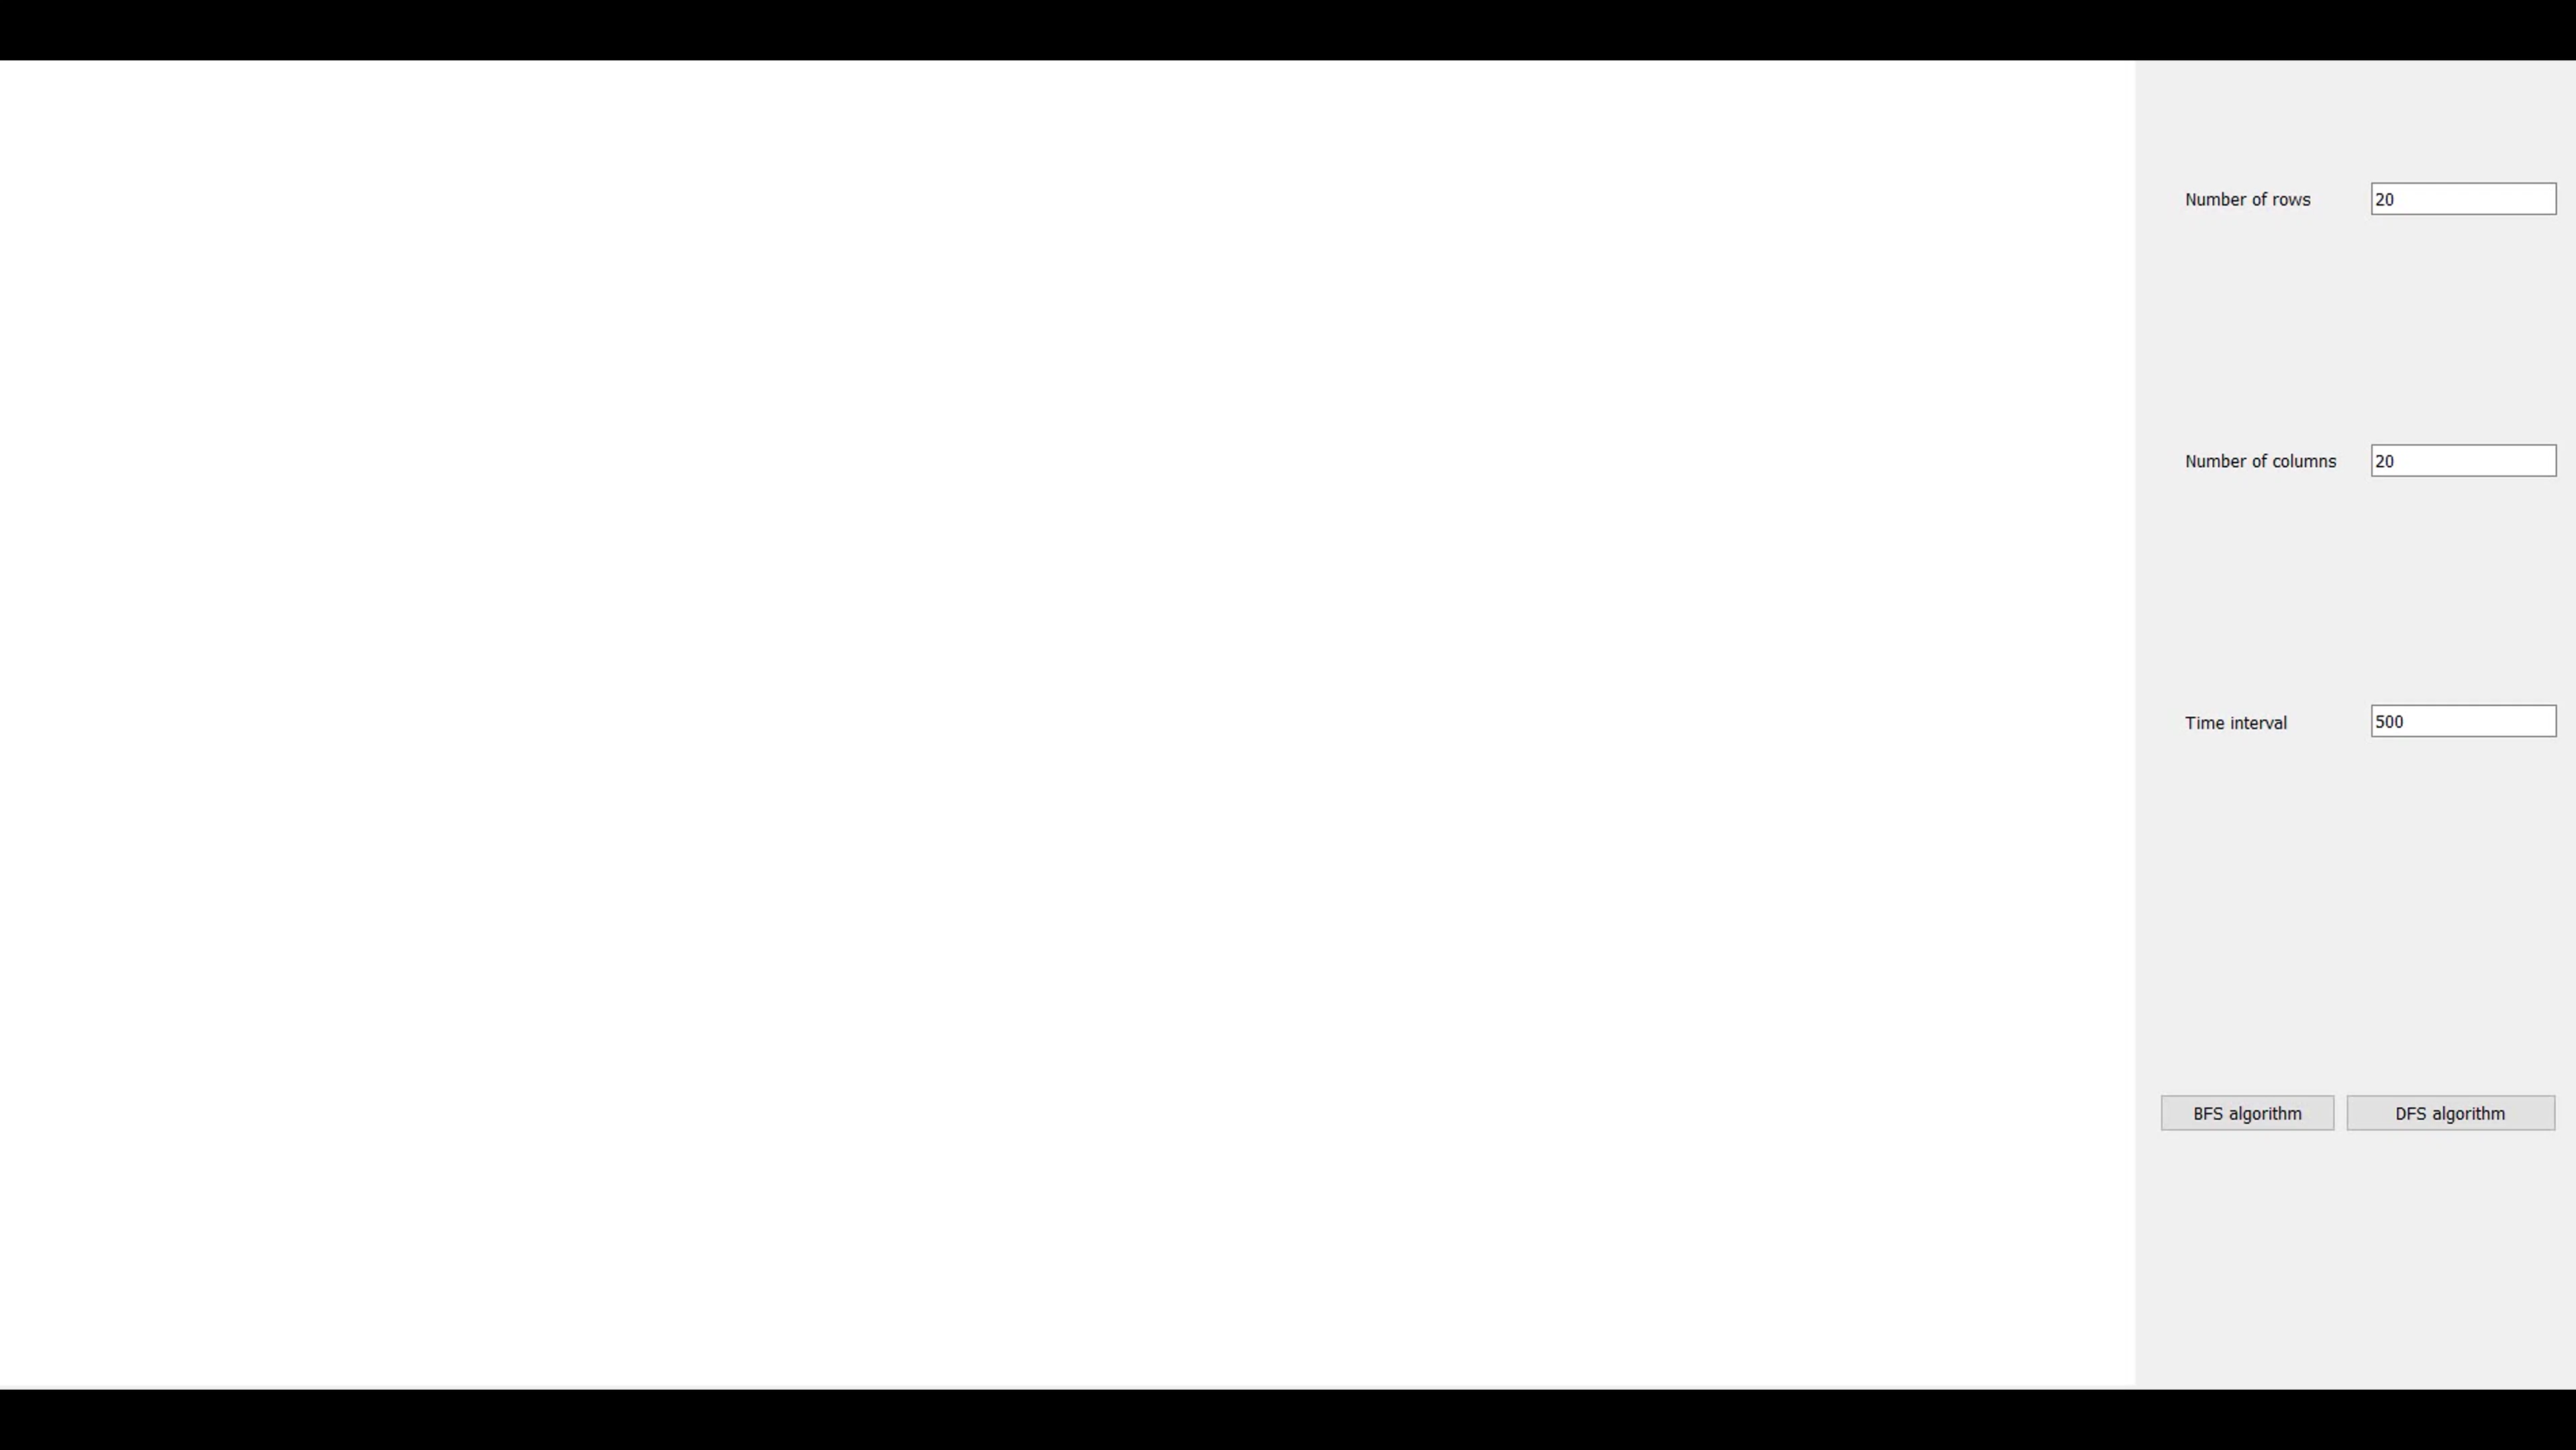 Number of rows 20
Number of columns 20
Time interval 500
BFS algorithm DFS algorithm